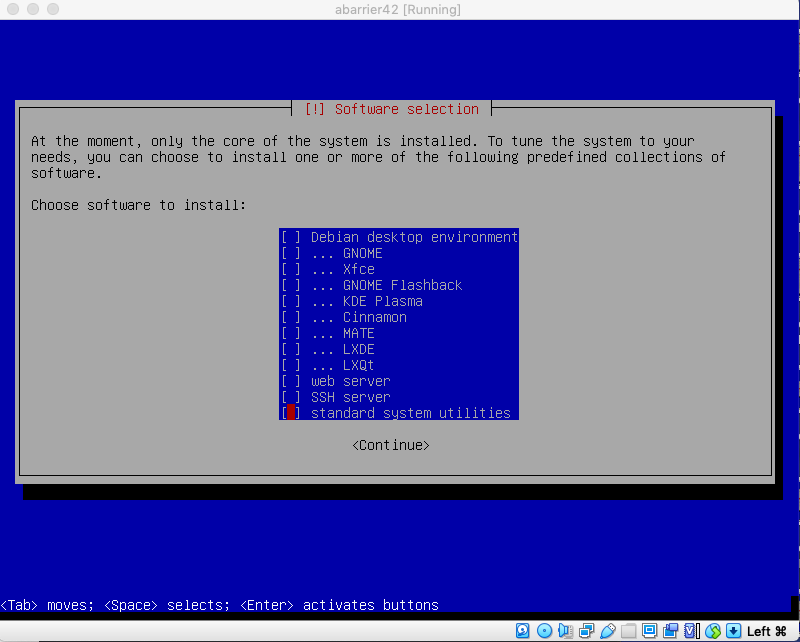 abarrier42 [Running]
[!] Software selection
At the moment, only the core of the system is installed. To tune the system to your
needs, you can choose to install one or more of the following predefined collections of
software.
Choose software to install:
[ ] Debian desktop environment
[ ] ... GNOME
[ ] ... Xfce
[ ] ... GNOME Flashback
[ ] ... KDE Plasma
[ ] ... Cinnamon
[ ] ... MATE
[ ] ... LXDE
[ ] ... LXQt
[ ] web server
[ ] SSH server
[ ] standard system utilities
<Continue>
<Tab> moves; <Space> selects; <Enter> activates buttons
Left ⌘